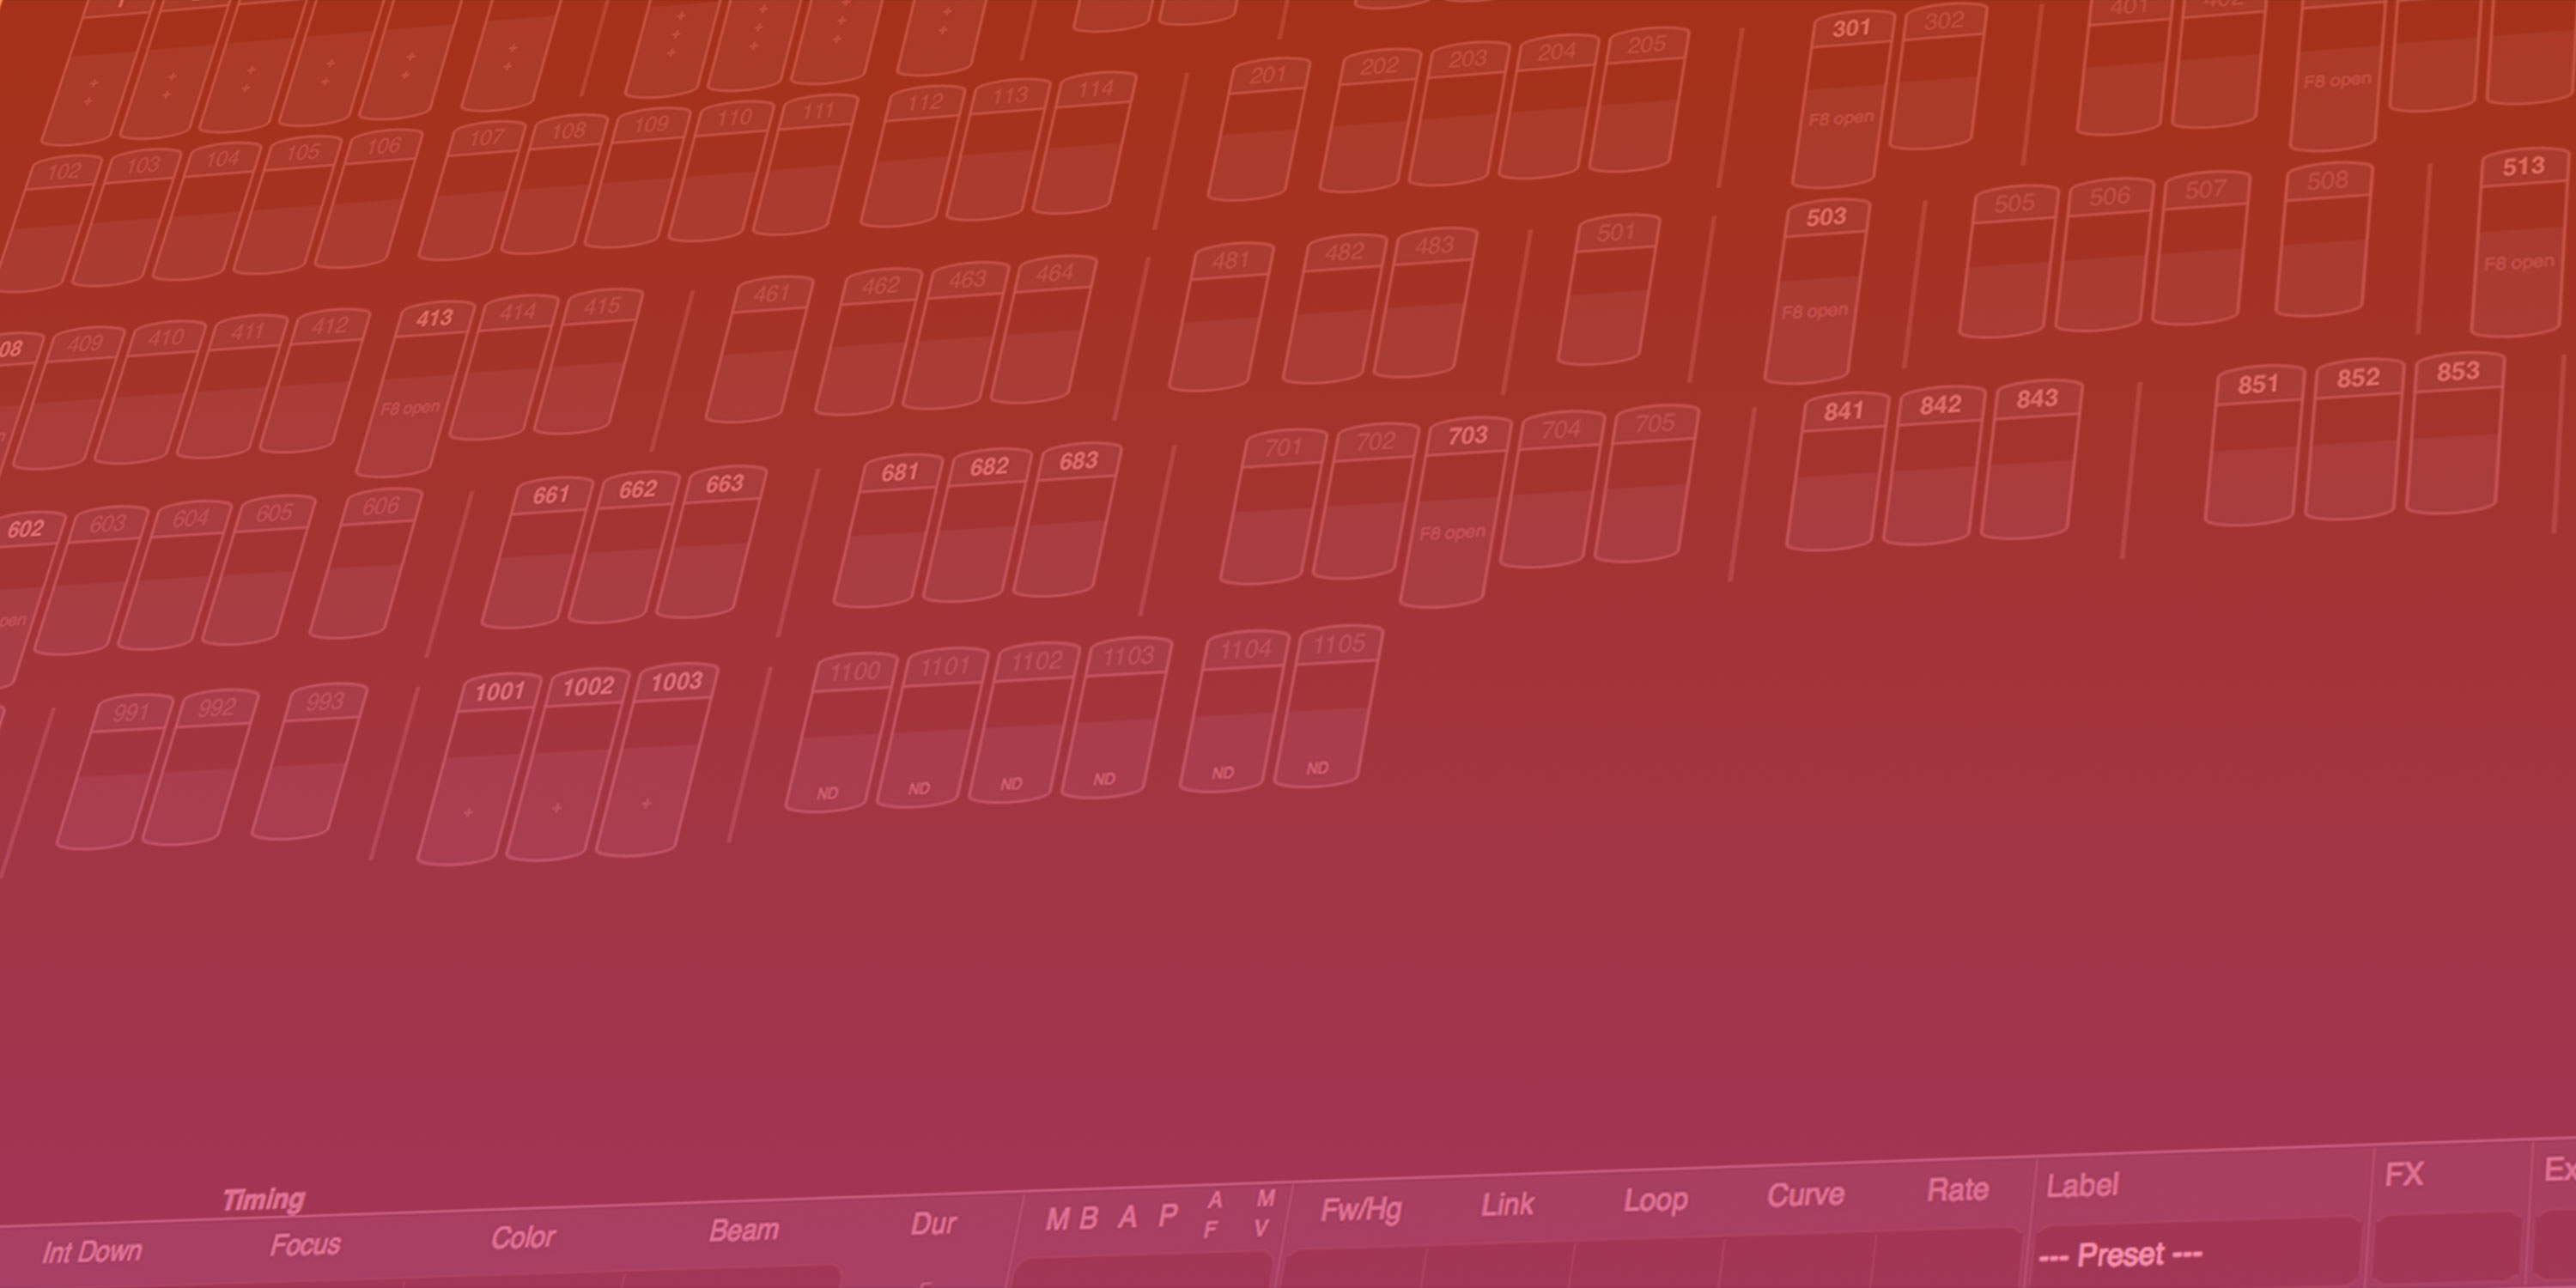 301 302 401 402
201 202 203 204 205 F8 open F8 open
102 103 104 105 106 107 108 109 110 111 112 113 114
501 503 505 506 507 508 513
461 462 463 464 481 482 483 F8 open F8 open
409 410 411 412 413 414 415
F8 open
841 842 843 851 852 853
661 662 663 681 682 683 701 702 703 704 705
602 603 604 605 606 F8 open
991 992 993 1001 1002 1003 1100 1101 1102 1103 1104 1105
ND ND ND ND ND ND
Timing
Int Down Focus Color Beam Dur M B A P A F M V Fw/Hg Link Loop Curve Rate Label FX
--- Preset ---